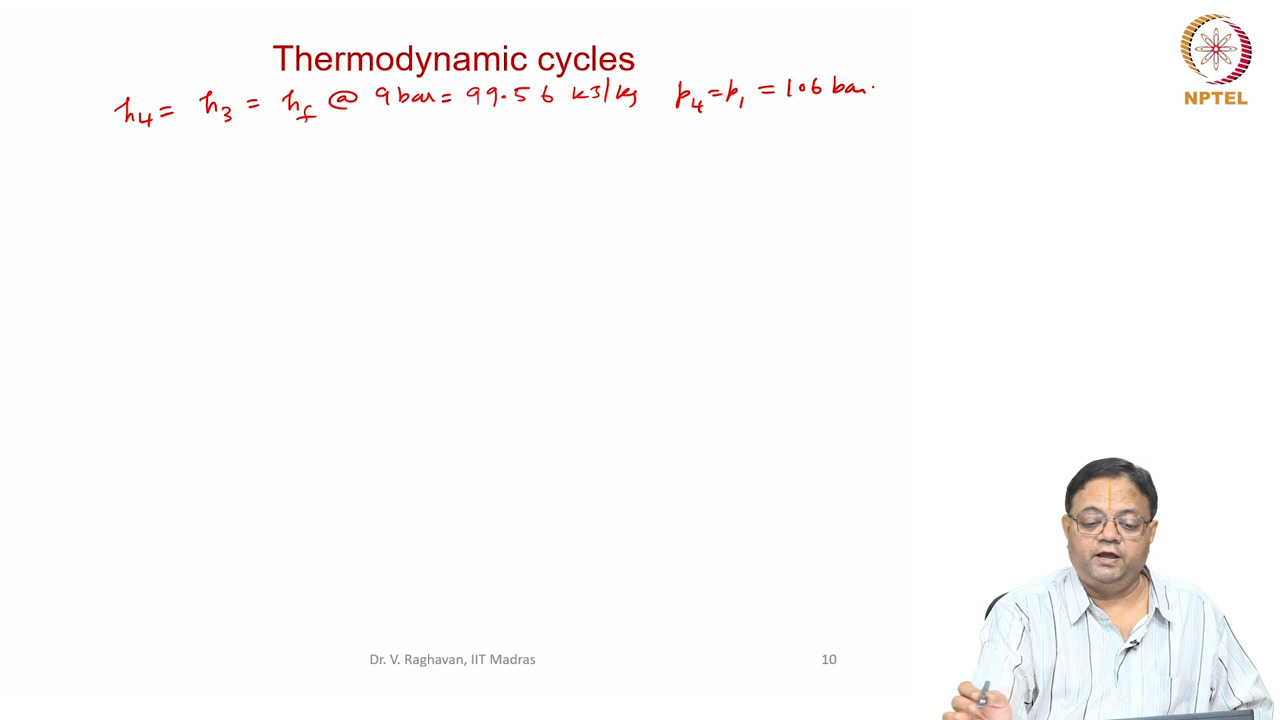 Thermodynamic cycles
h4 = h3 = hf @ 9 bar = 99.56 kJ/kg p4 = p1 = 1.06 bar.
NPTEL
Dr. V. Raghavan, IIT Madras
10